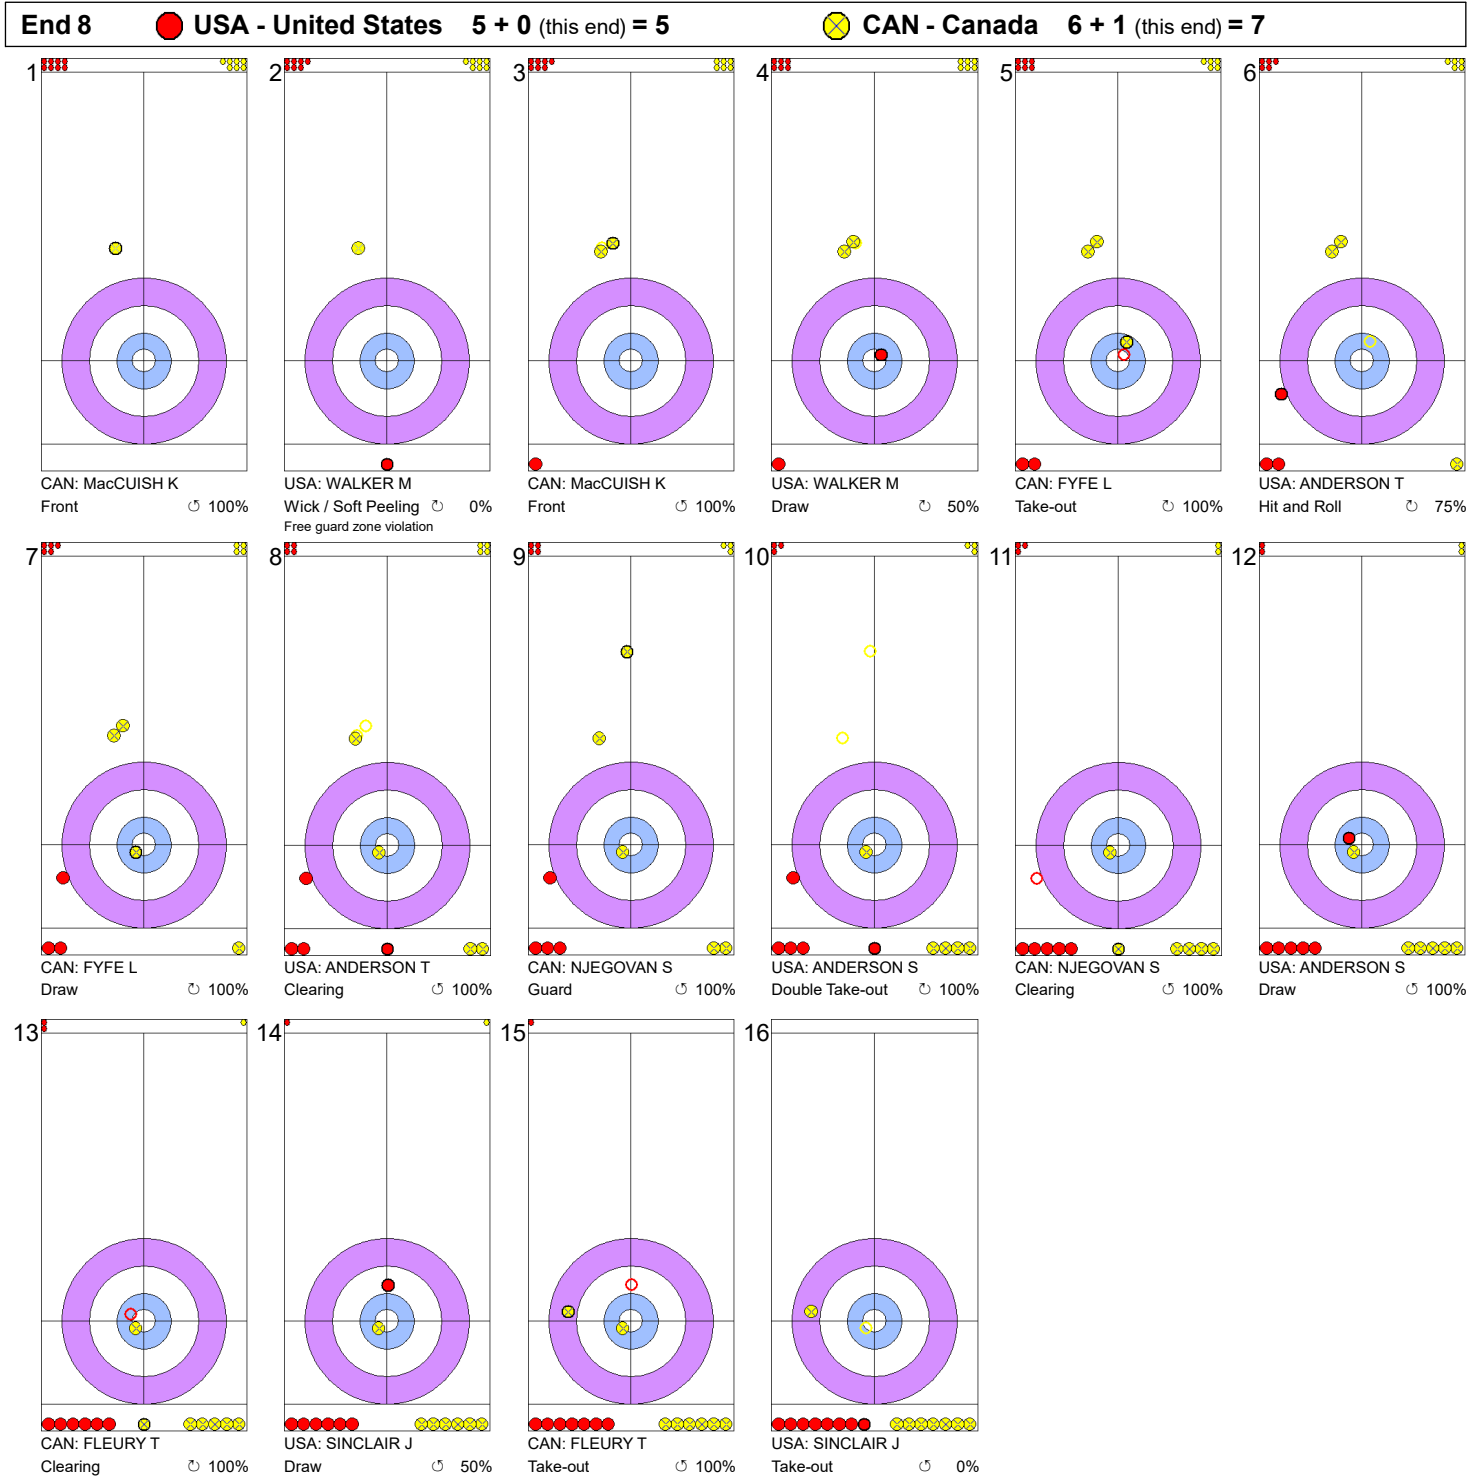 End 8 USA - United States 5 + 0 (this end) = 5 CAN - Canada 6 + 1 (this end) = 7
1 2 3 4 5 6
CAN: MacCUISH K USA: WALKER M CAN: MacCUISH K USA: WALKER M CAN: FYFE L USA: ANDERSON T
Front ↻ 100% Wick / Soft Peeling ↻ 0% Front ↻ 100% Draw ↻ 50% Take-out ↻ 100% Hit and Roll ↻ 75%
Free guard zone violation
7 8 9 10 11 12
CAN: FYFE L USA: ANDERSON T CAN: NJEGOVAN S USA: ANDERSON S CAN: NJEGOVAN S USA: ANDERSON S
Draw ↻ 100% Clearing ↺ 100% Guard ↺ 100% Double Take-out ↻ 100% Clearing ↺ 100% Draw ↺ 100%
13 14 15 16
CAN: FLEURY T USA: SINCLAIR J CAN: FLEURY T USA: SINCLAIR J
Clearing ↻ 100% Draw ↺ 50% Take-out ↺ 100% Take-out ↺ 0%